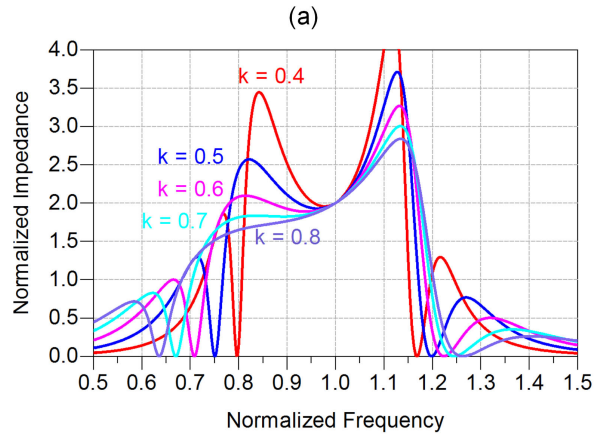 (a)
4.0
3.5
3.0
2.5
2.0
1.5
1.0
0.5
0.0
Normalized Impedance
k = 0.4
k = 0.5
k = 0.6
k = 0.7
k = 0.8
0.5 0.6 0.7 0.8 0.9 1.0 1.1 1.2 1.3 1.4 1.5
Normalized Frequency